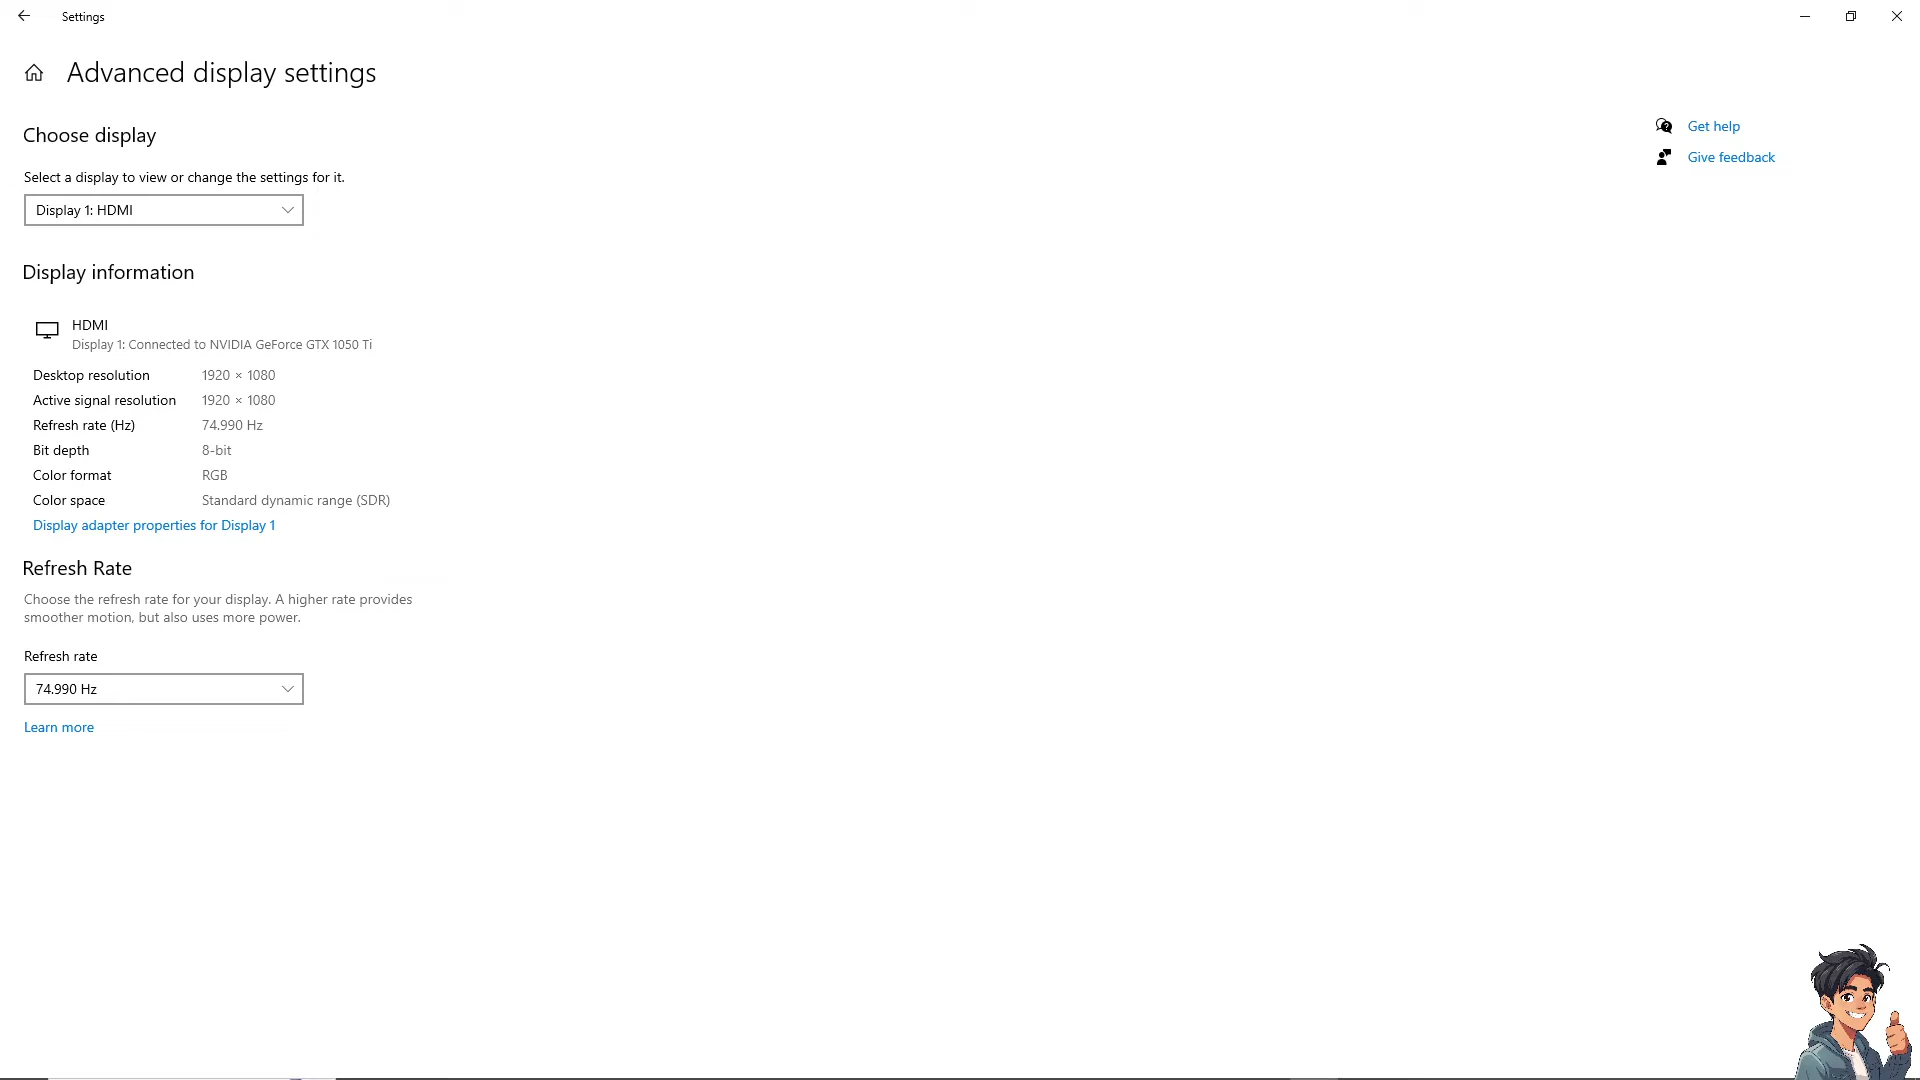 Settings
Advanced display settings
Choose display
Select a display to view or change the settings for it.
Display 1: HDMI
Display information
HDMI
Display 1: Connected to NVIDIA GeForce GTX 1050 Ti
Desktop resolution 1920 × 1080
Active signal resolution 1920 × 1080
Refresh rate (Hz) 74.990 Hz
Bit depth 8-bit
Color format RGB
Color space Standard dynamic range (SDR)
Display adapter properties for Display 1
Refresh Rate
Choose the refresh rate for your display. A higher rate provides
smoother motion, but also uses more power.
Refresh rate
74.990 Hz
Learn more
Get help
Give feedback